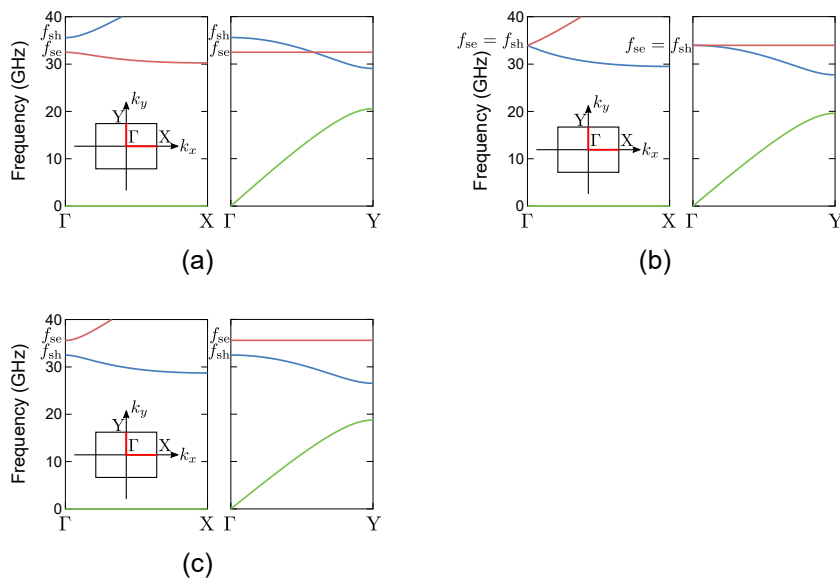 40
f_sh
f_se
30
20
10
0
Frequency (GHz)
k_y
Y
Γ
X
k_x
Γ
X
f_sh
f_se
Γ
Y
(a)
40
f_se = f_sh
30
20
10
0
Frequency (GHz)
k_y
Y
Γ
X
k_x
Γ
X
f_se = f_sh
Γ
Y
(b)
40
f_se
f_sh
30
20
10
0
Frequency (GHz)
k_y
Y
Γ
X
k_x
Γ
X
f_se
f_sh
Γ
Y
(c)